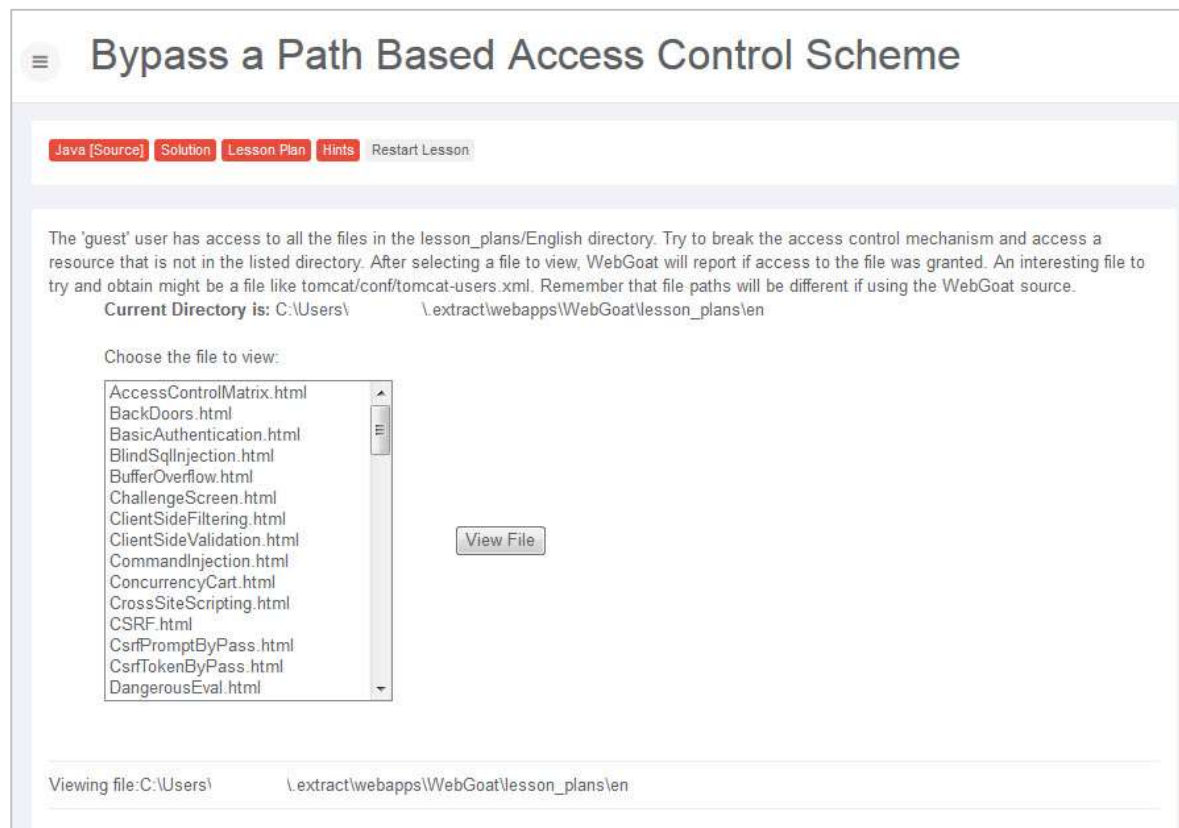 Bypass a Path Based Access Control Scheme
Java [Source] Solution Lesson Plan Hints Restart Lesson
The 'guest' user has access to all the files in the lesson_plans/English directory. Try to break the access control mechanism and access a
resource that is not in the listed directory. After selecting a file to view, WebGoat will report if access to the file was granted. An interesting file to
try and obtain might be a file like tomcat/conf/tomcat-users.xml. Remember that file paths will be different if using the WebGoat source.
Current Directory is: C:\Users\ \.extract\webapps\WebGoat\lesson_plans\en
Choose the file to view:
AccessControlMatrix.html
BackDoors.html
BasicAuthentication.html
BlindSqlInjection.html
BufferOverflow.html
ChallengeScreen.html
ClientSideFiltering.html
ClientSideValidation.html
CommandInjection.html
ConcurrencyCart.html
CrossSiteScripting.html
CSRF.html
CsrfPromptByPass.html
CsrfTokenByPass.html
DangerousEval.html
View File
Viewing file:C:\Users\ \.extract\webapps\WebGoat\lesson_plans\en